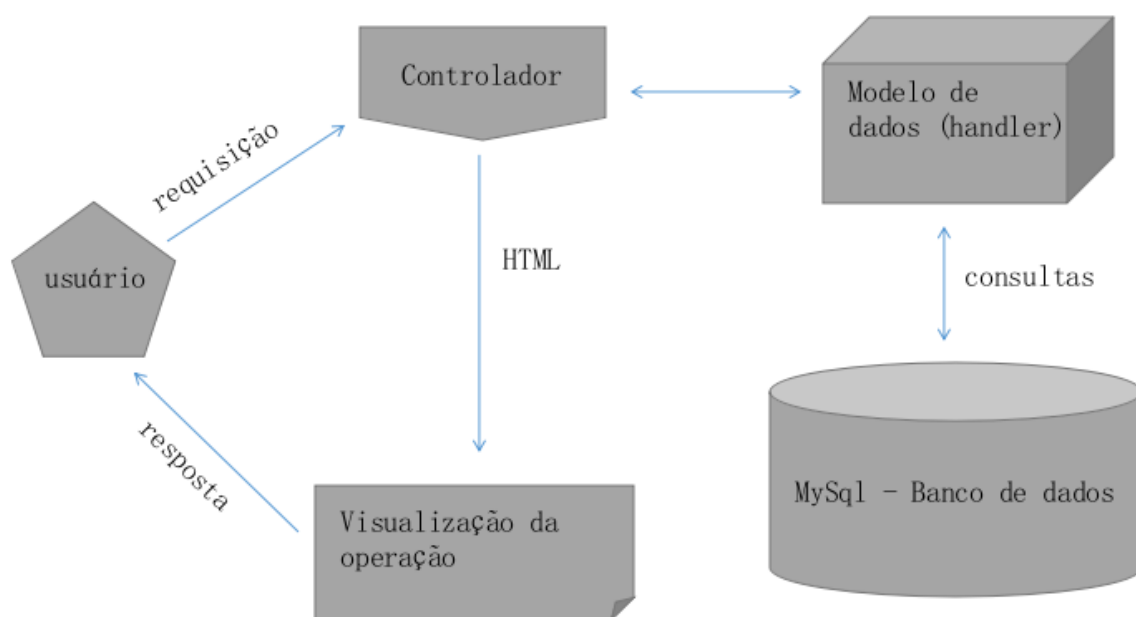 Controlador
Modelo de
dados (handler)
requisição
usuário
HTML
consultas
resposta
Visualização da
operação
MySql - Banco de dados